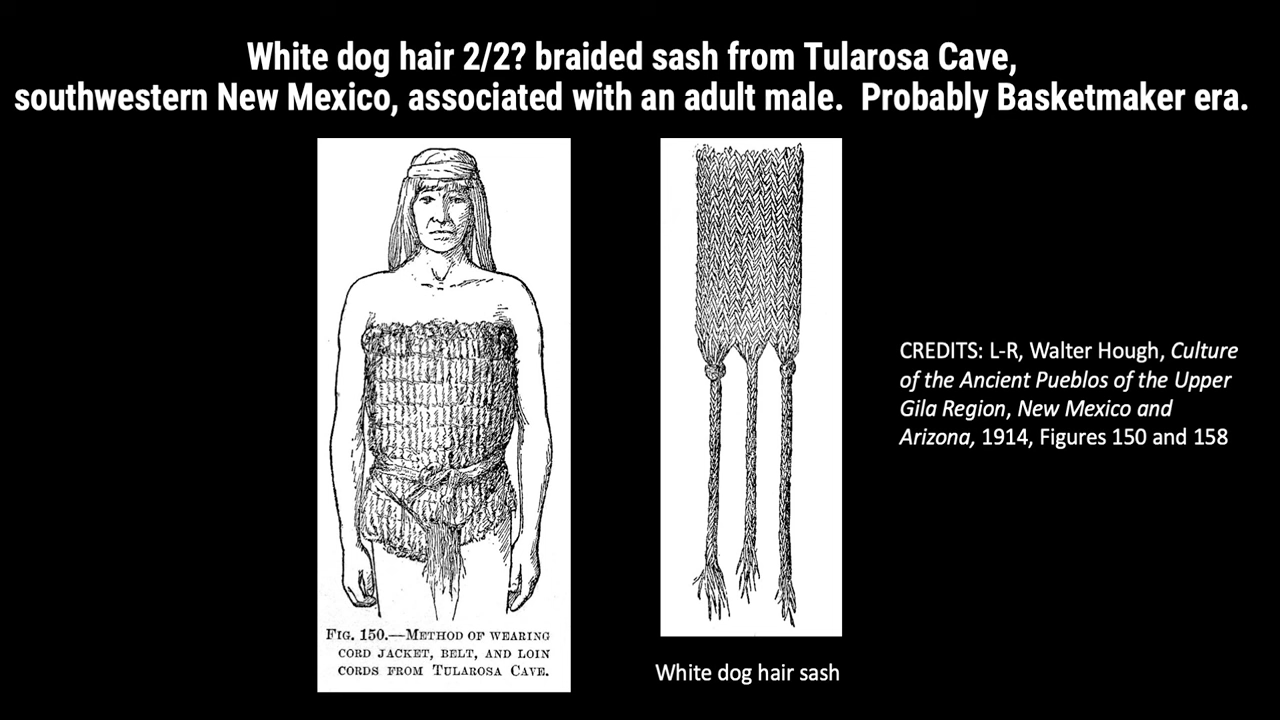 White dog hair 2/2? braided sash from Tularosa Cave,
southwestern New Mexico, associated with an adult male. Probably Basketmaker era.
FIG. 150.—METHOD OF WEARING
CORD JACKET, BELT, AND LOIN
CORDS FROM TULAROSA CAVE.
White dog hair sash
CREDITS: L-R, Walter Hough, Culture
of the Ancient Pueblos of the Upper
Gila Region, New Mexico and
Arizona, 1914, Figures 150 and 158